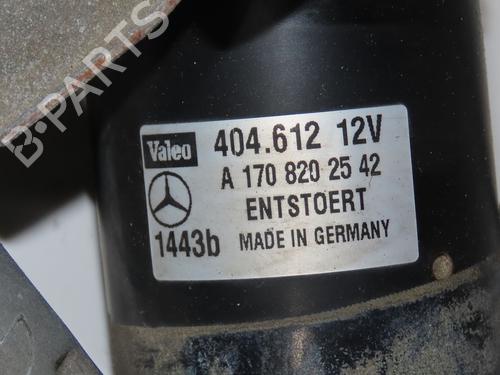 B-PARTS
Valeo 404.612 12V
A 170 820 25 42
ENTSTOERT
1443b MADE IN GERMANY